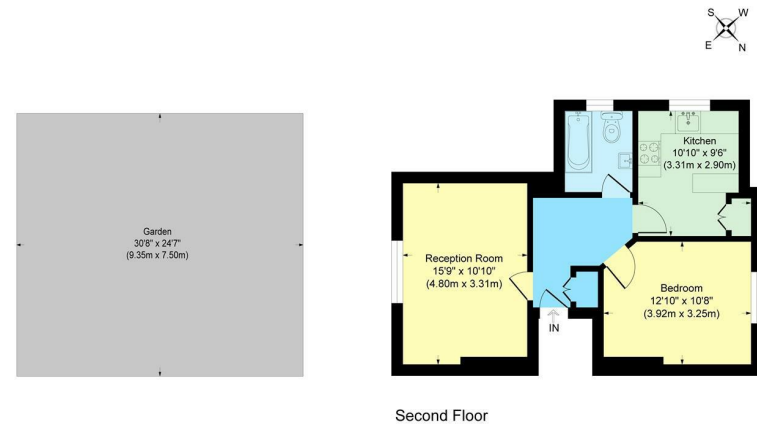 S W
E N
Garden
30'8" x 24'7"
(9.35m x 7.50m)
Kitchen
10'10" x 9'6"
(3.31m x 2.90m)
Reception Room
15'9" x 10'10"
(4.80m x 3.31m)
Bedroom
12'10" x 10'8"
(3.92m x 3.25m)
IN
Second Floor